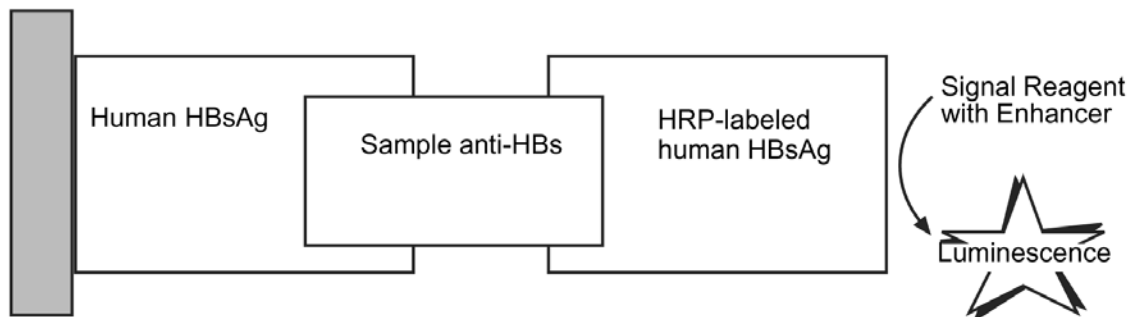 Human HBsAg
Sample anti-HBs
HRP-labeled
human HBsAg
Signal Reagent
with Enhancer
Luminescence